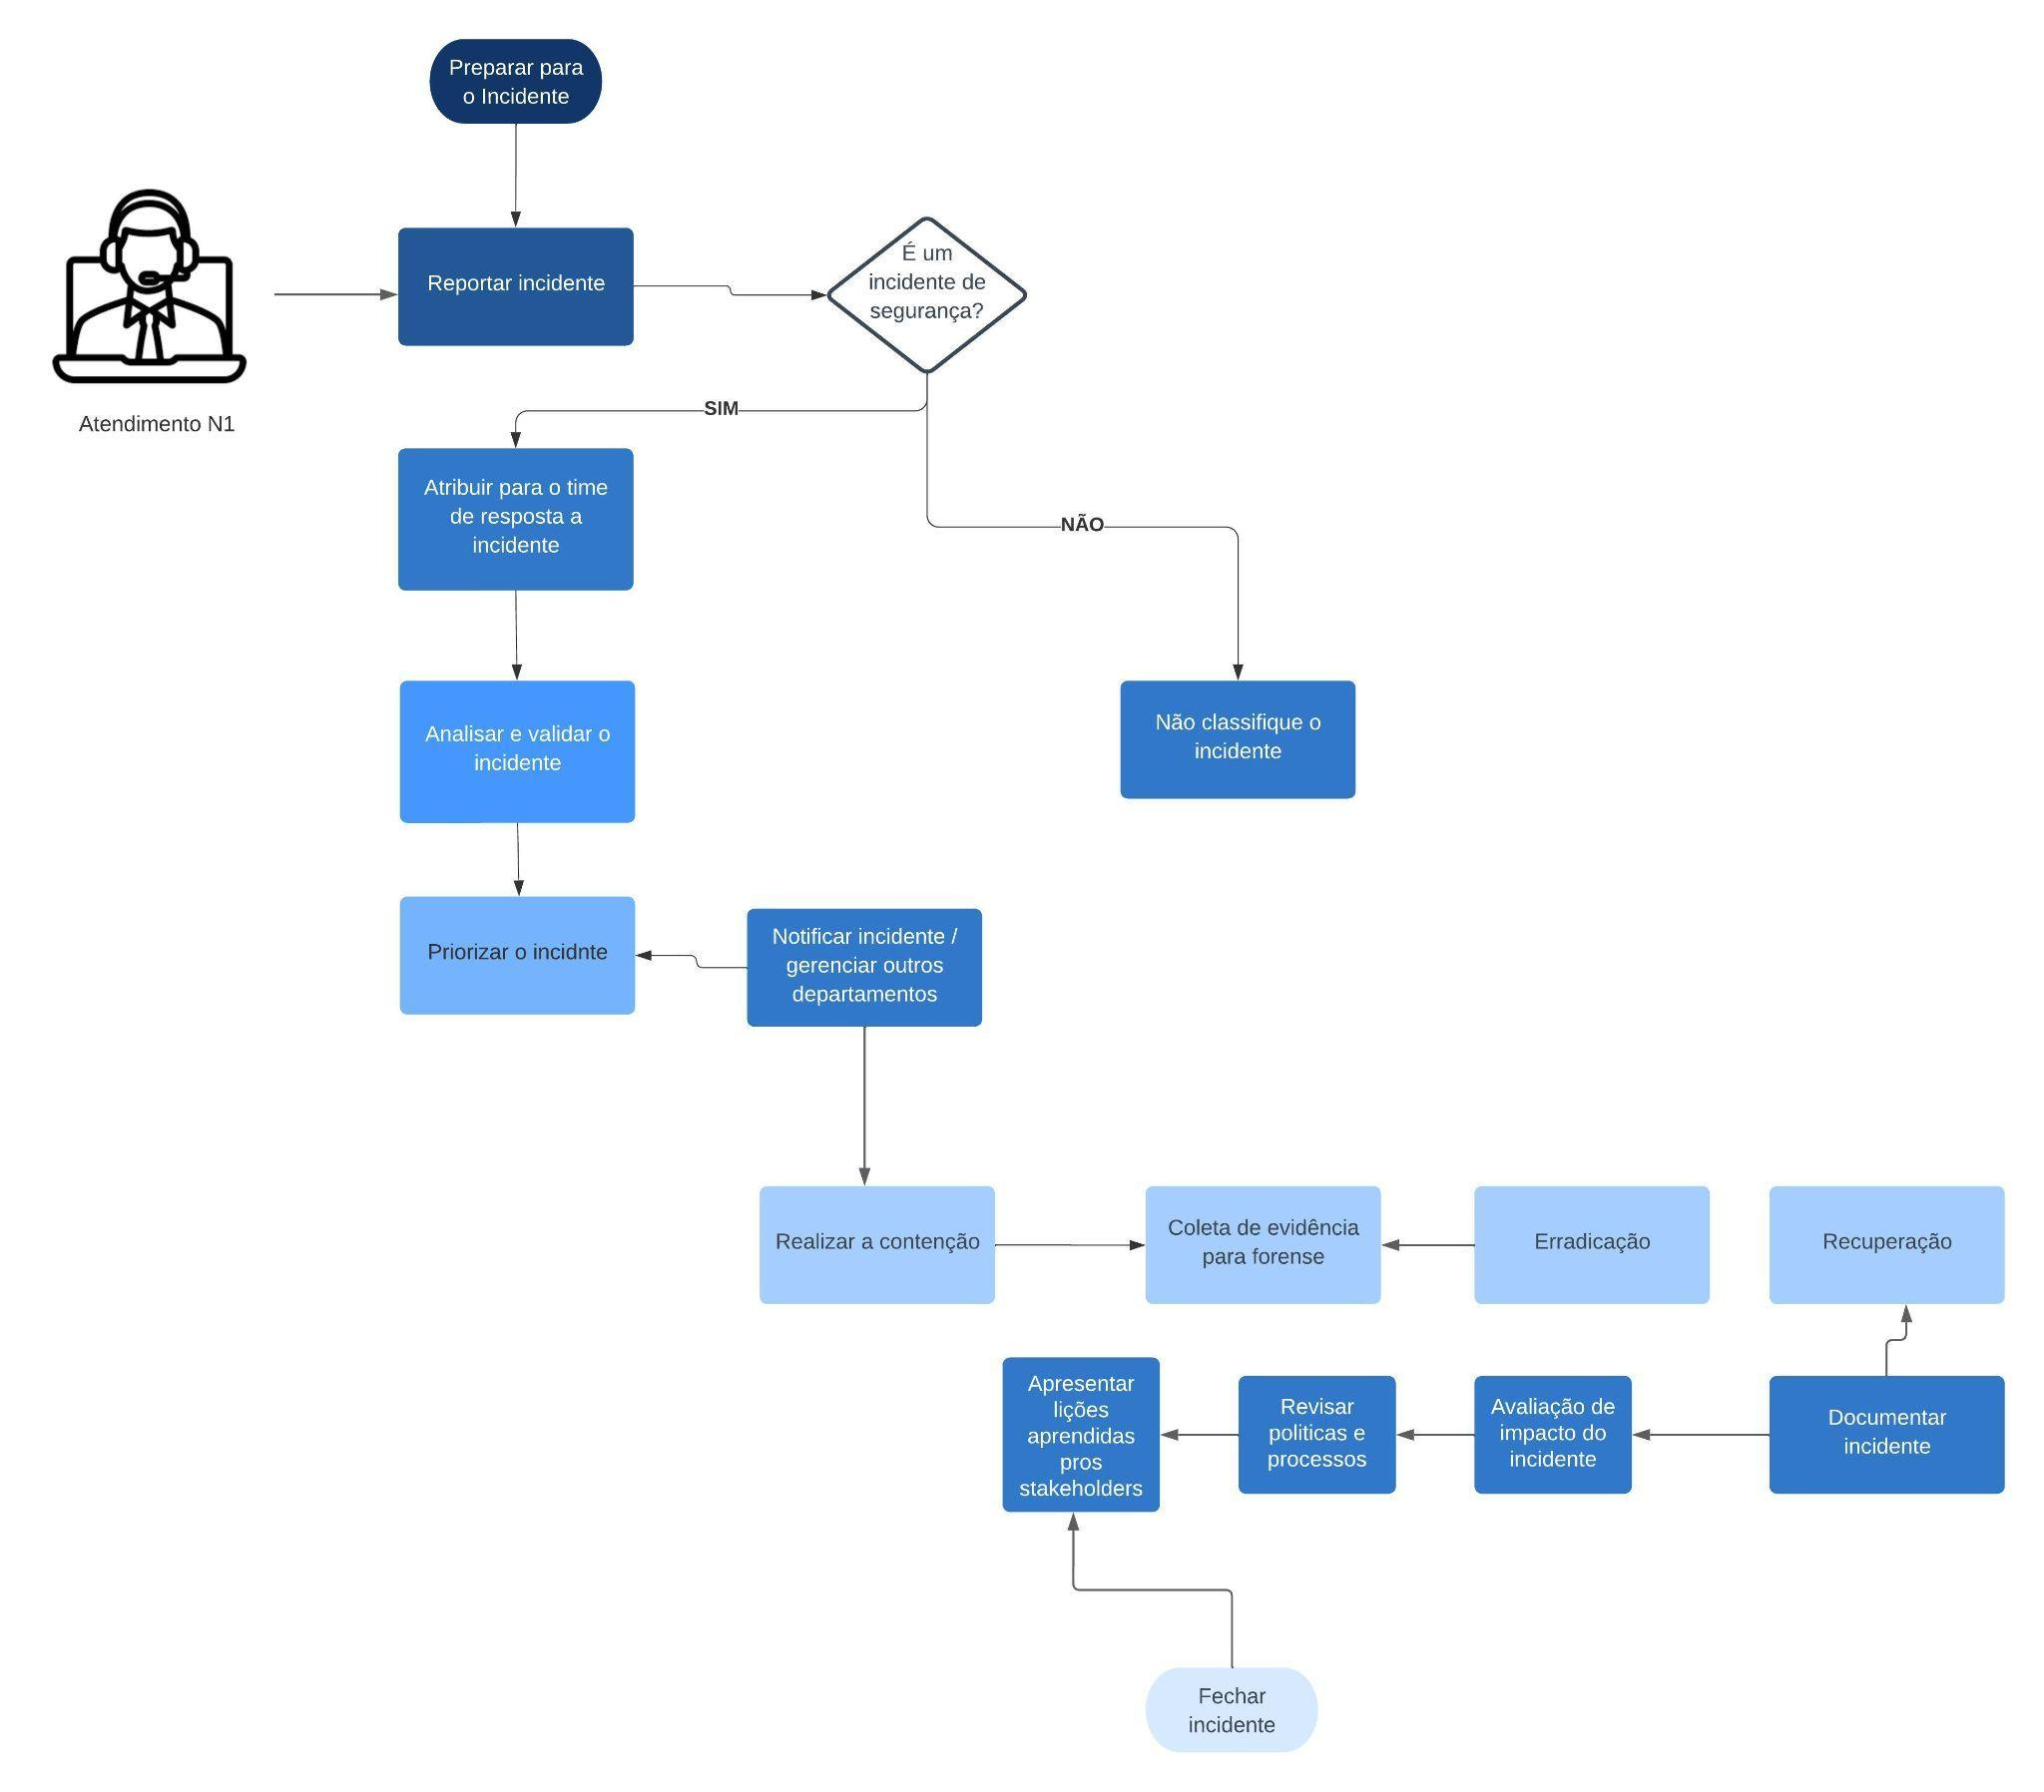 Preparar para
o Incidente
Reportar incidente
É um
incidente de
segurança?
Atendimento N1
SIM
NÃO
Atribuir para o time
de resposta a
incidente
Analisar e validar o
incidente
Não classifique o
incidente
Priorizar o incidnte
Notificar incidente /
gerenciar outros
departamentos
Realizar a contenção
Coleta de evidência
para forense
Erradicação
Recuperação
Apresentar
lições
aprendidas
pros
stakeholders
Revisar
politicas e
processos
Avaliação de
impacto do
incidente
Documentar
incidente
Fechar
incidente